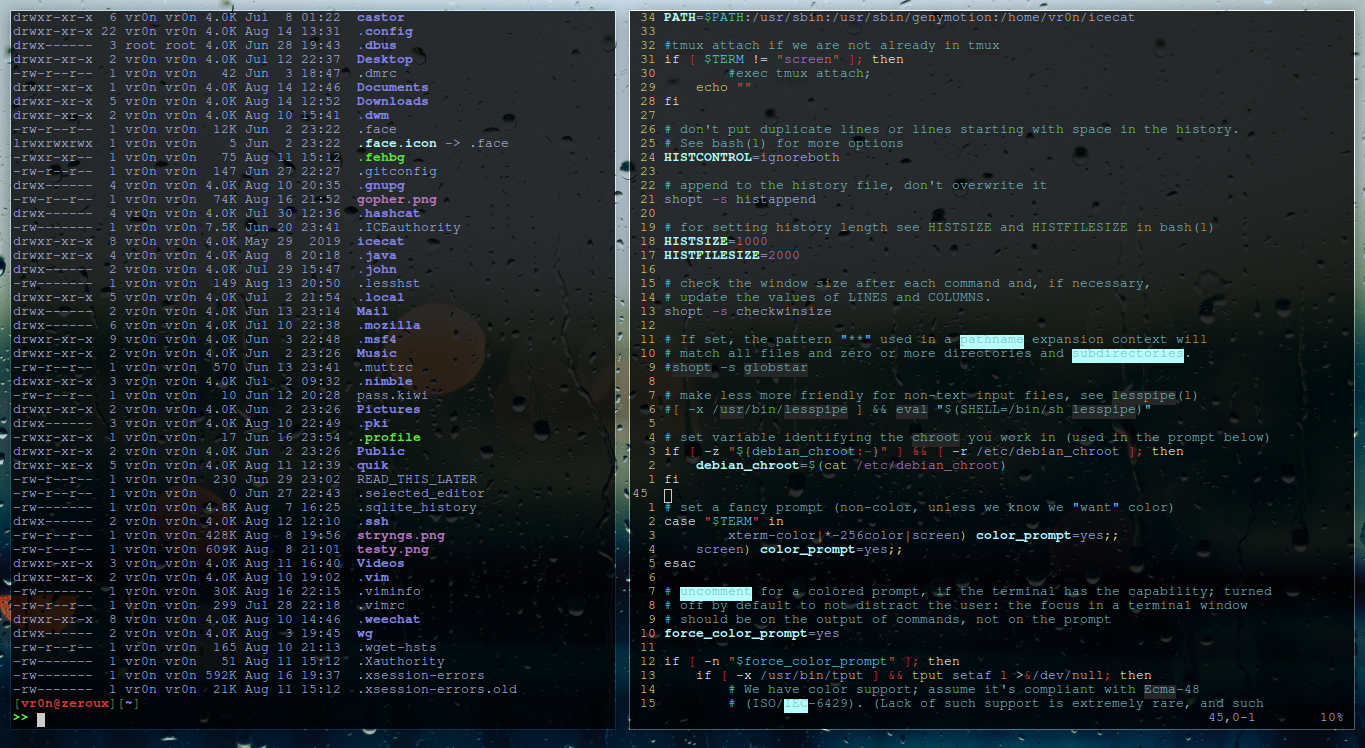 drwxr-xr-x  6 vr0n vr0n 4.0K Jul  8 01:22  castor
drwxr-xr-x 22 vr0n vr0n 4.0K Aug 14 13:31  .config
drwx------  3 root root 4.0K Jun 28 19:43  .dbus
drwxr-xr-x  2 vr0n vr0n 4.0K Jul 12 22:37  Desktop
-rw-r--r--  1 vr0n vr0n   42 Jun  3 18:47  .dmrc
drwxr-xr-x  4 vr0n vr0n 4.0K Aug 14 12:46  Documents
drwxr-xr-x  5 vr0n vr0n 4.0K Aug 14 12:52  Downloads
drwxr-xr-x  2 vr0n vr0n 4.0K Aug 10 15:41  .dwm
-rw-r--r--  1 vr0n vr0n  12K Jun  2 23:22  .face
lrwxrwxrwx  1 vr0n vr0n    5 Jun  2 23:22  .face.icon -> .face
-rwxr-xr--  1 vr0n vr0n   75 Aug 11 15:12  .fehbg
-rw-r--r--  1 vr0n vr0n  147 Jun 27 22:27  .gitconfig
drwx------  4 vr0n vr0n 4.0K Aug 10 20:35  .gnupg
-rw-r--r--  1 vr0n vr0n  74K Aug 16 21:52  gopher.png
drwx------  4 vr0n vr0n 4.0K Jul 30 12:36  .hashcat
-rw-------  1 vr0n vr0n 7.5K Jun 20 23:41  .ICEauthority
drwxr-xr-x  8 vr0n vr0n 4.0K May 29  2019  icecat
drwxr-xr-x  4 vr0n vr0n 4.0K Aug  8 20:18  .java
drwx------  2 vr0n vr0n 4.0K Jul 29 15:47  .john
-rw-------  1 vr0n vr0n  149 Aug 13 20:50  .lesshst
drwxr-xr-x  5 vr0n vr0n 4.0K Jul  2 21:54  .local
drwx------  2 vr0n vr0n 4.0K Jun 13 23:14  Mail
drwx------  6 vr0n vr0n 4.0K Jul 10 22:38  .mozilla
drwxr-xr-x  9 vr0n vr0n 4.0K Jun  3 22:48  .msf4
drwxr-xr-x  2 vr0n vr0n 4.0K Jun  2 23:26  Music
-rw-r--r--  1 vr0n vr0n  570 Jun 13 23:41  .muttrc
drwxr-xr-x  3 vr0n vr0n 4.0K Jul  2 09:32  .nimble
-rw-r--r--  1 vr0n vr0n   10 Jun 12 20:28  pass.kiwi
drwxr-xr-x  2 vr0n vr0n 4.0K Jun  2 23:26  Pictures
drwx------  3 vr0n vr0n 4.0K Aug 10 22:49  .pki
-rwxr-xr-x  1 vr0n vr0n   17 Jun 16 23:54  .profile
drwxr-xr-x  2 vr0n vr0n 4.0K Jun  2 23:26  Public
drwxr-xr-x  5 vr0n vr0n 4.0K Aug 11 12:39  quik
-rw-r--r--  1 vr0n vr0n  230 Jun 29 23:02  READ_THIS_LATER
-rw-r--r--  1 vr0n vr0n    0 Jun 27 22:43  .selected_editor
-rw-r--r--  1 vr0n vr0n 4.8K Aug  7 16:25  .sqlite_history
drwx------  2 vr0n vr0n 4.0K Aug 12 12:10  .ssh
-rw-r--r--  1 vr0n vr0n 428K Aug  8 19:56  stryngs.png
-rw-r--r--  1 vr0n vr0n 609K Aug  8 21:01  testy.png
drwxr-xr-x  3 vr0n vr0n 4.0K Aug 11 16:40  Videos
drwxr-xr-x  2 vr0n vr0n 4.0K Aug 10 19:02  .vim
-rw-------  1 vr0n vr0n  30K Aug 16 22:15  .viminfo
-rw-r--r--  1 vr0n vr0n  299 Jul 28 22:18  .vimrc
drwxr-xr-x  8 vr0n vr0n 4.0K Aug 10 14:46  .weechat
drwx------  2 vr0n vr0n 4.0K Aug  3 19:45  wg
-rw-r--r--  1 vr0n vr0n  165 Aug 10 21:13  .wget-hsts
-rw-------  1 vr0n vr0n   51 Aug 11 15:12  .Xauthority
-rw-------  1 vr0n vr0n 592K Aug 16 19:37  .xsession-errors
-rw-------  1 vr0n vr0n  21K Aug 11 15:12  .xsession-errors.old
[vr0n@zeroux][~]
>>
34 PATH=$PATH:/usr/sbin:/usr/sbin/genymotion:/home/vr0n/icecat
33
32 #tmux attach if we are not already in tmux
31 if [ $TERM != "screen" ]; then
30         #exec tmux attach;
29     echo ""
28 fi
27
26 # don't put duplicate lines or lines starting with space in the history.
25 # See bash(1) for more options
24 HISTCONTROL=ignoreboth
23
22 # append to the history file, don't overwrite it
21 shopt -s histappend
20
19 # for setting history length see HISTSIZE and HISTFILESIZE in bash(1)
18 HISTSIZE=1000
17 HISTFILESIZE=2000
16
15 # check the window size after each command and, if necessary,
14 # update the values of LINES and COLUMNS.
13 shopt -s checkwinsize
12
11 # If set, the pattern "**" used in a pathname expansion context will
10 # match all files and zero or more directories and subdirectories.
9 #shopt -s globstar
8
7 # make less more friendly for non-text input files, see lesspipe(1)
6 #[ -x /usr/bin/lesspipe ] && eval "$(SHELL=/bin/sh lesspipe)"
5
4 # set variable identifying the chroot you work in (used in the prompt below)
3 if [ -z "${debian_chroot:-}" ] && [ -r /etc/debian_chroot ]; then
2     debian_chroot=$(cat /etc/debian_chroot)
1 fi
45
1 # set a fancy prompt (non-color, unless we know we "want" color)
2 case "$TERM" in
3         xterm-color|*-256color|screen) color_prompt=yes;;
4     screen) color_prompt=yes;;
5 esac
6
7 # uncomment for a colored prompt, if the terminal has the capability; turned
8 # off by default to not distract the user: the focus in a terminal window
9 # should be on the output of commands, not on the prompt
10 force_color_prompt=yes
11
12 if [ -n "$force_color_prompt" ]; then
13     if [ -x /usr/bin/tput ] && tput setaf 1 >&/dev/null; then
14         # We have color support; assume it's compliant with Ecma-48
15         # (ISO/IEC-6429). (Lack of such support is extremely rare, and such
45,0-1 10%